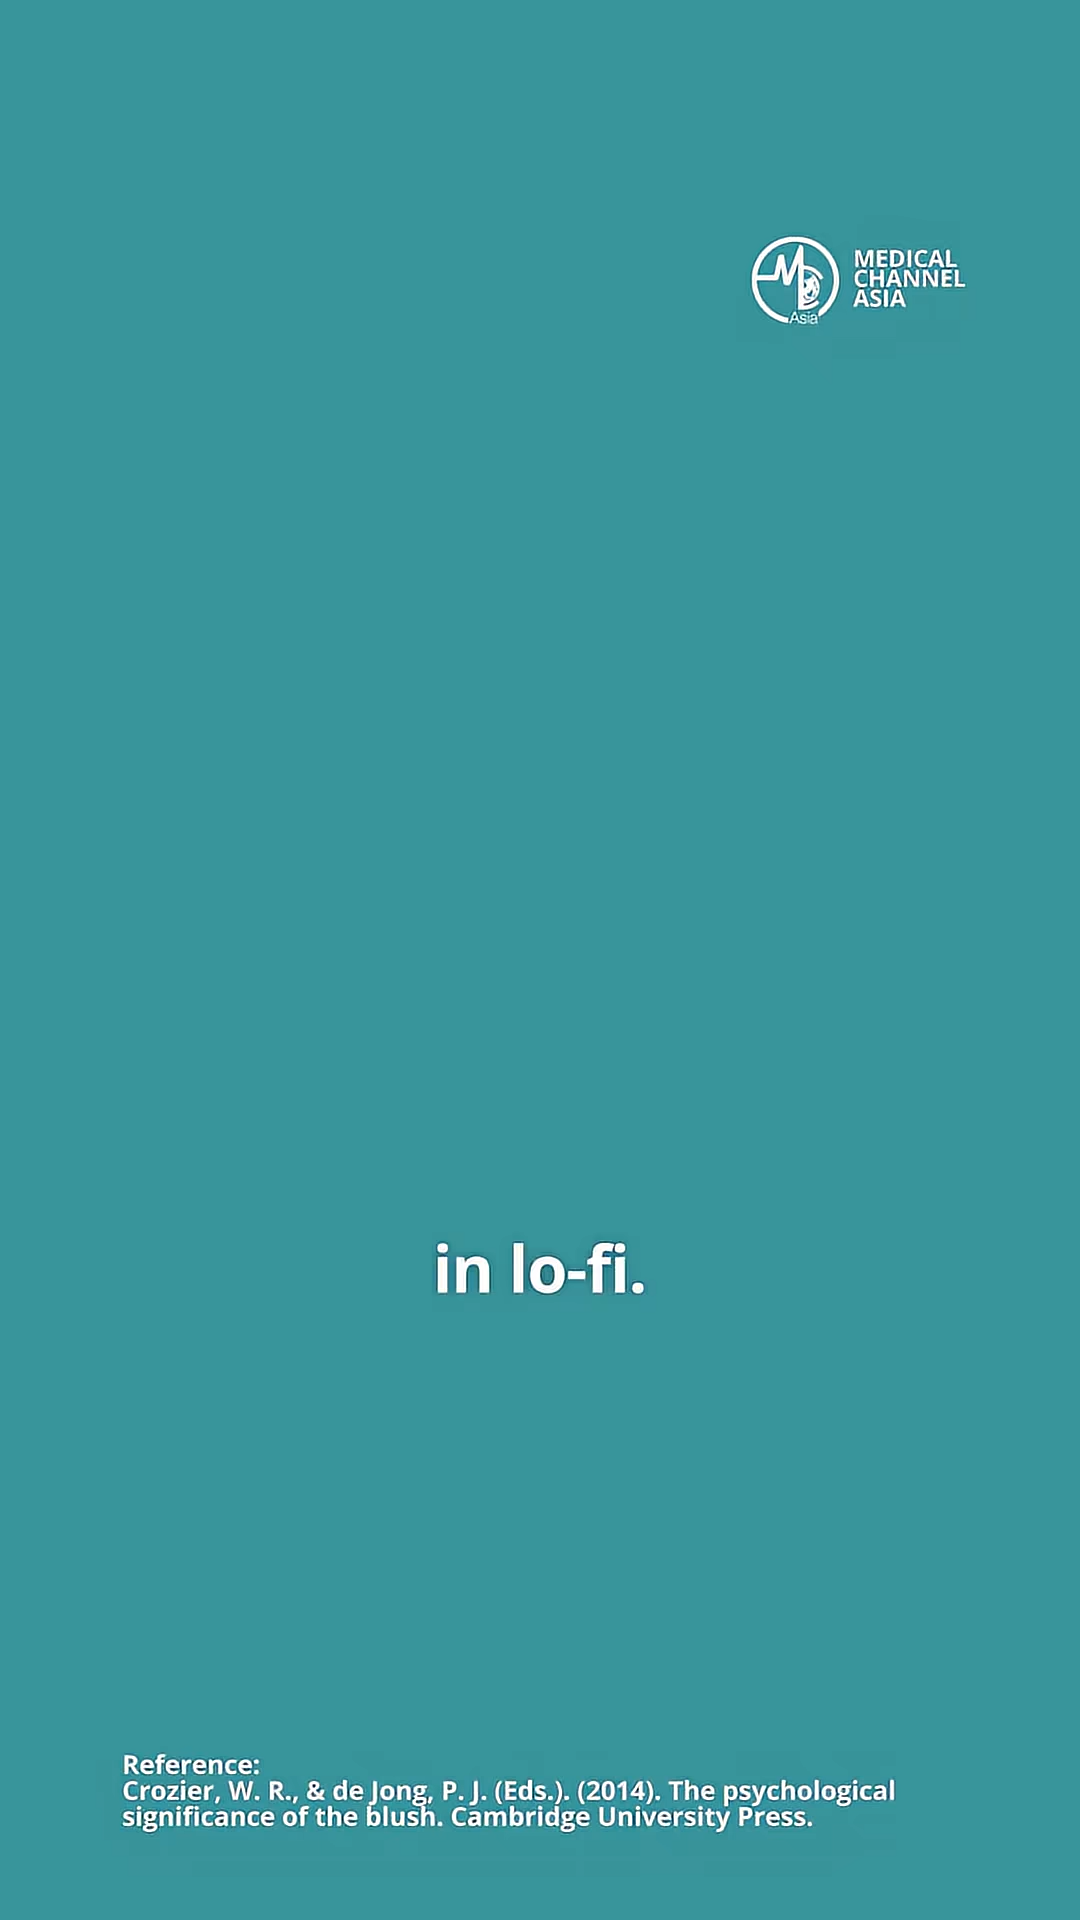 MEDICAL
CHANNEL
ASIA
Asia
in lo-fi.
Reference:
Crozier, W. R., & de Jong, P. J. (Eds.). (2014). The psychological
significance of the blush. Cambridge University Press.